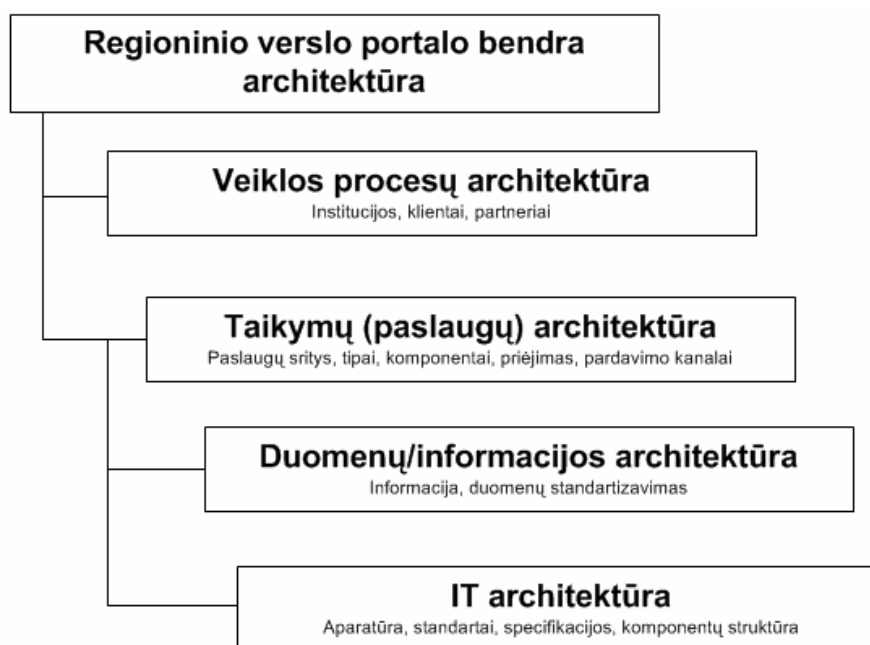 Regioninio verslo portalo bendra
architektūra
Veiklos procesų architektūra
Institucijos, klientai, partneriai
Taikymų (paslaugų) architektūra
Paslaugų sritys, tipai, komponentai, priėjimas, pardavimo kanalai
Duomenų/informacijos architektūra
Informacija, duomenų standartizavimas
IT architektūra
Aparatūra, standartai, specifikacijos, komponentų struktūra